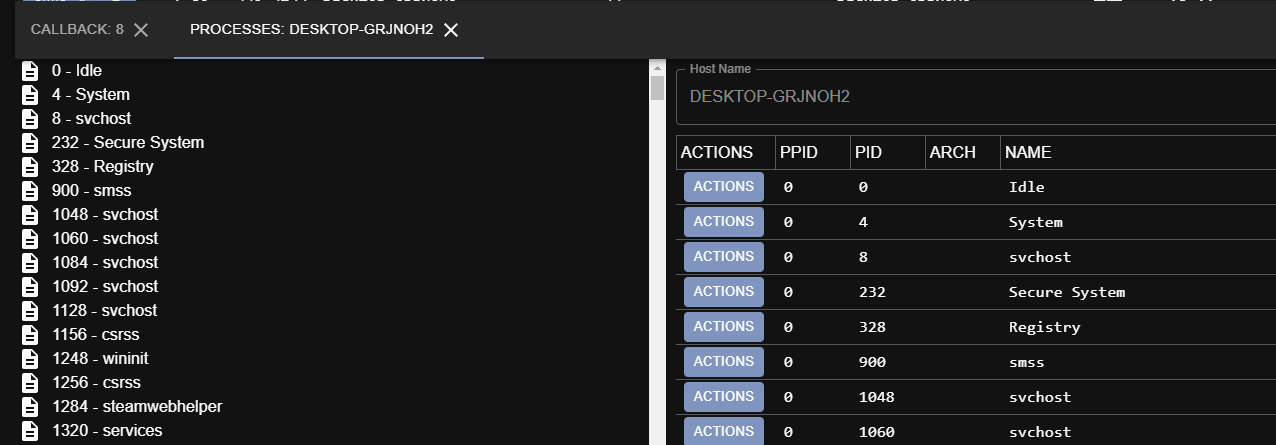 CALLBACK: 8
PROCESSES: DESKTOP-GRJNOH2
0 - Idle
4 - System
8 - svchost
232 - Secure System
328 - Registry
900 - smss
1048 - svchost
1060 - svchost
1084 - svchost
1092 - svchost
1128 - svchost
1156 - csrss
1248 - wininit
1256 - csrss
1284 - steamwebhelper
1320 - services
Host Name
DESKTOP-GRJNOH2
ACTIONS PPID PID ARCH NAME
ACTIONS 0 0 Idle
ACTIONS 0 4 System
ACTIONS 0 8 svchost
ACTIONS 0 232 Secure System
ACTIONS 0 328 Registry
ACTIONS 0 900 smss
ACTIONS 0 1048 svchost
ACTIONS 0 1060 svchost